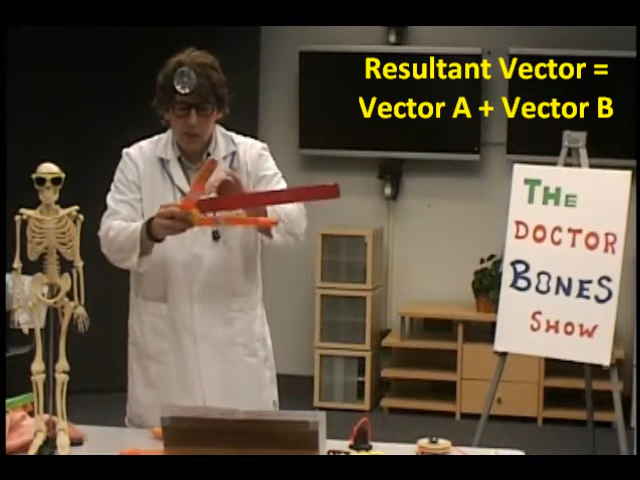 Resultant Vector =
Vector A + Vector B
THE
DOCTOR
BONES
SHOW